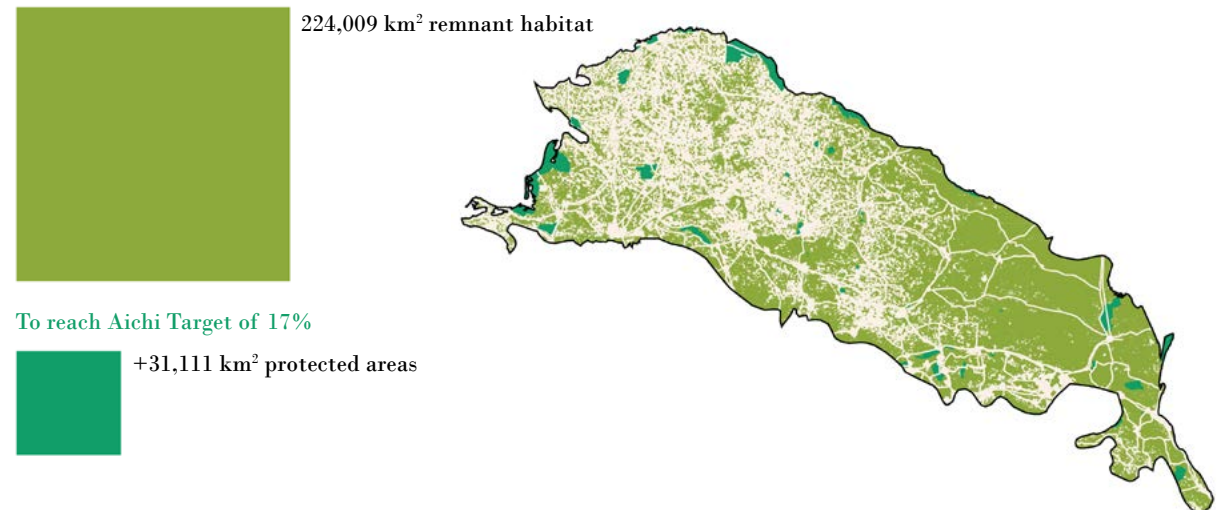 224,009 km² remnant habitat
To reach Aichi Target of 17%
+31,111 km² protected areas